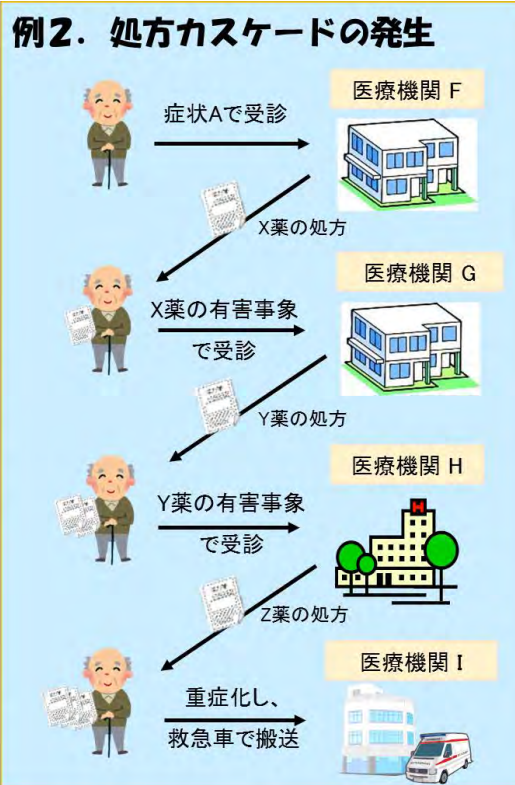 例2. 処方カスケードの発生
医療機関 F
症状Aで受診
X薬の処方
医療機関 G
X薬の有害事象
で受診
Y薬の処方
医療機関 H
Y薬の有害事象
で受診
Z薬の処方
医療機関 I
重症化し、
救急車で搬送